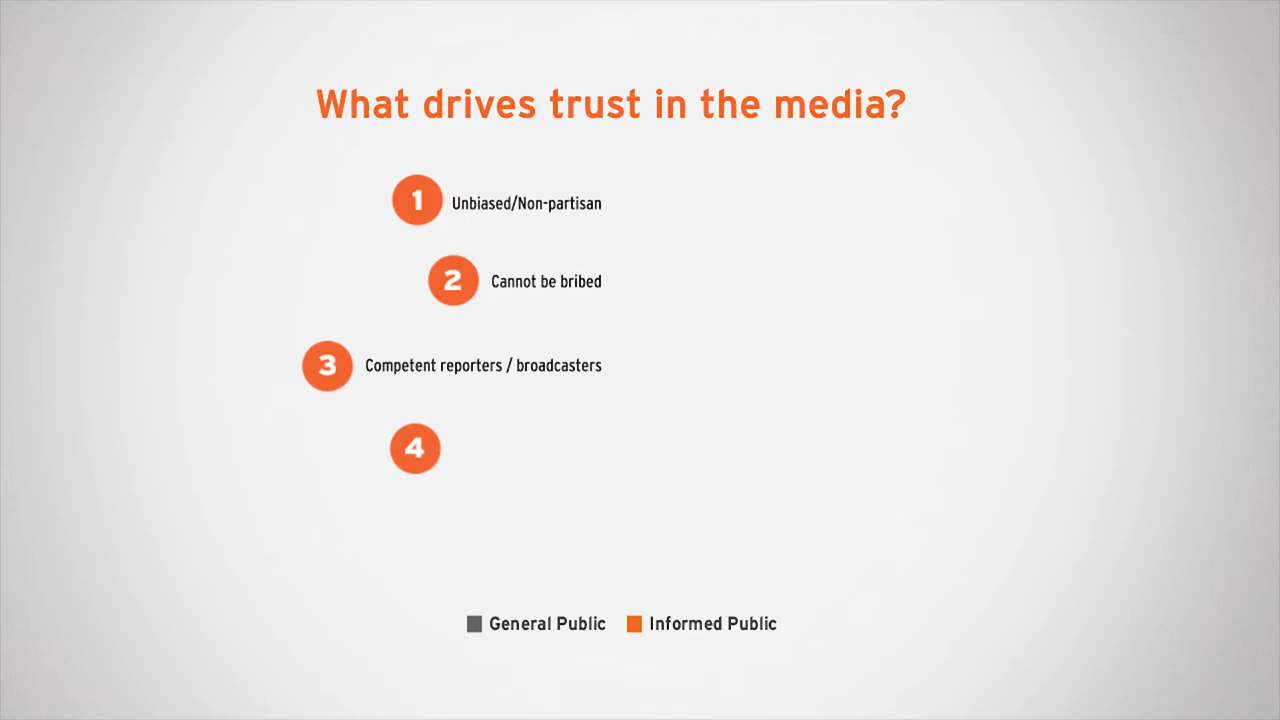 What drives trust in the media?
1 Unbiased/Non-partisan
2 Cannot be bribed
3 Competent reporters / broadcasters
4
General Public Informed Public